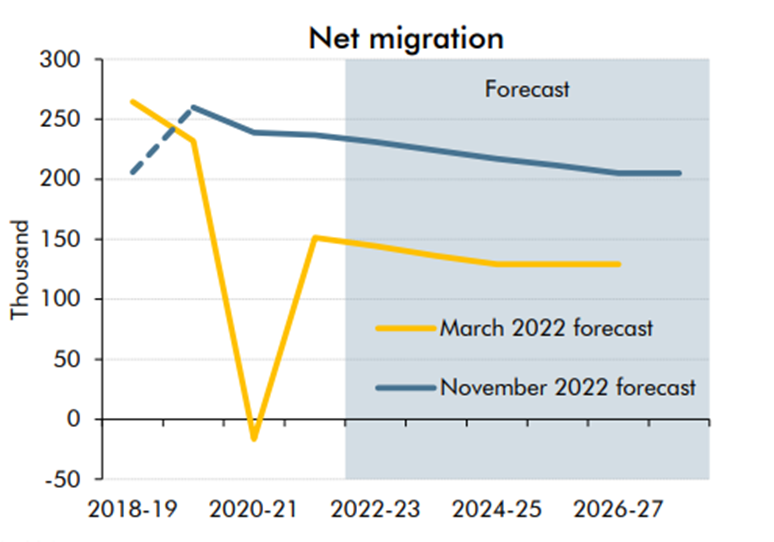 Net migration
300
Forecast
250
200
150
100
50
0
-50
Thousand
March 2022 forecast
November 2022 forecast
2018-19 2020-21 2022-23 2024-25 2026-27